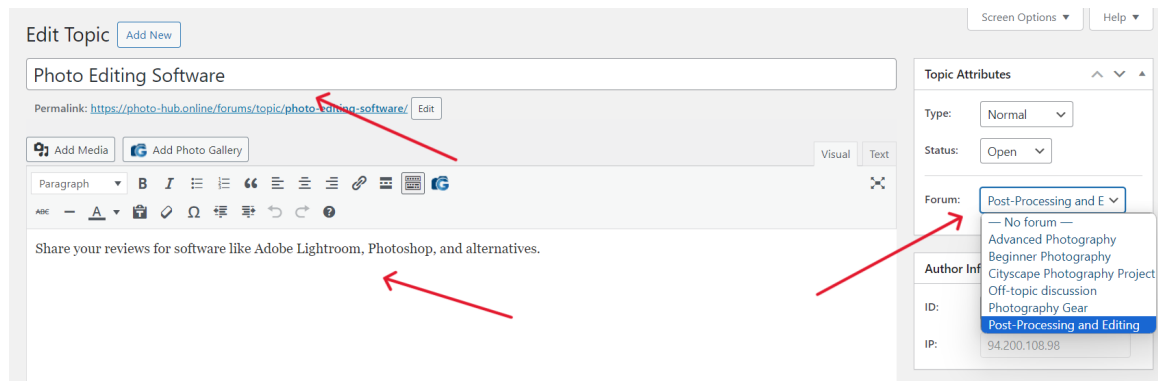 Screen Options ▼ Help ▼
Edit Topic Add New
Photo Editing Software
Permalink: https://photo-hub.online/forums/topic/photo-editing-software/ Edit
Add Media Add Photo Gallery
Visual Text
Paragraph B I
ABC A Ω
Share your reviews for software like Adobe Lightroom, Photoshop, and alternatives.
Topic Attributes
Type: Normal
Status: Open
Forum: Post-Processing and E
— No forum —
Advanced Photography
Beginner Photography
Cityscape Photography Project
Off-topic discussion
Photography Gear
Post-Processing and Editing
Author Inf
ID:
IP: 94.200.108.98